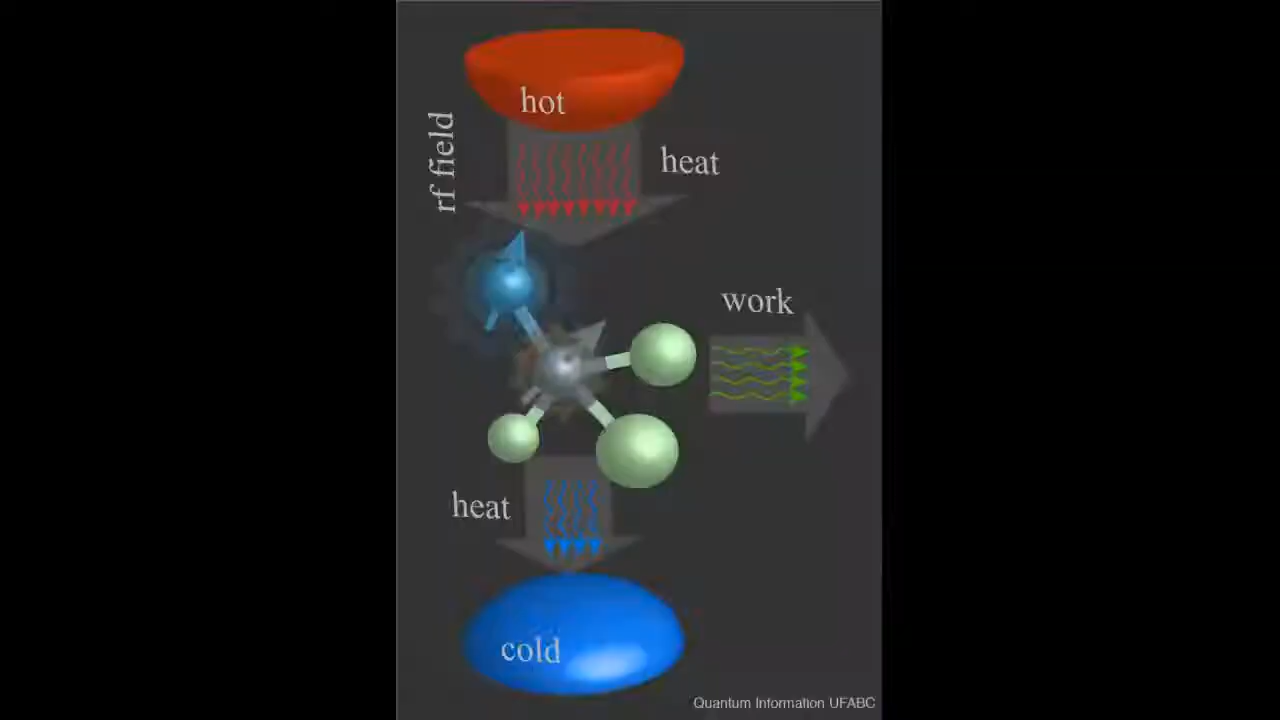 hot
rf field
heat
work
heat
cold
Quantum Information UFABC